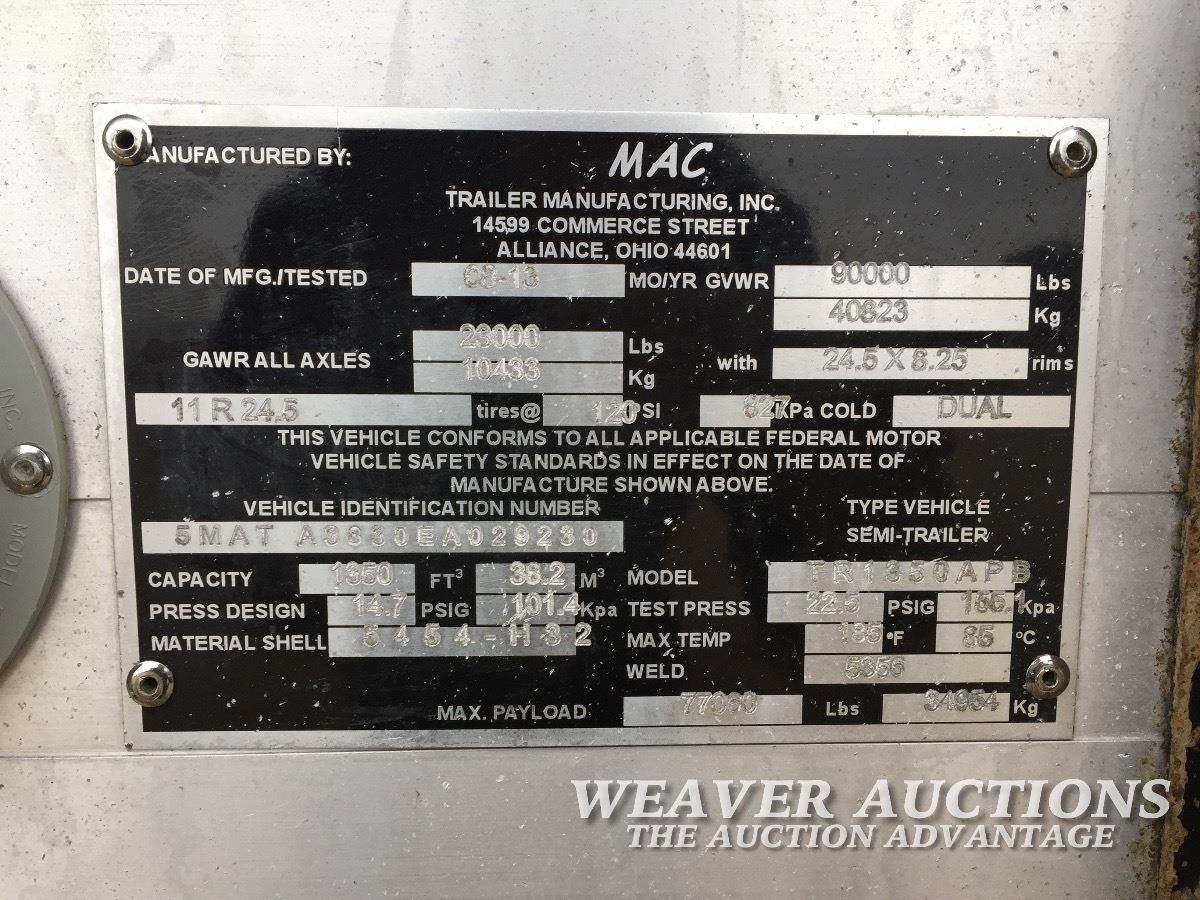 MANUFACTURED BY: MAC
TRAILER MANUFACTURING, INC.
14599 COMMERCE STREET
ALLIANCE, OHIO 44601
DATE OF MFG./TESTED 08-13 MO/YR GVWR 90000 Lbs
40823 Kg
GAWR ALL AXLES 23000 Lbs
10433 Kg with 24.5 X 8.25 rims
11 R 24.5 tires@ 120 PSI 827 KPa COLD DUAL
THIS VEHICLE CONFORMS TO ALL APPLICABLE FEDERAL MOTOR
VEHICLE SAFETY STANDARDS IN EFFECT ON THE DATE OF
MANUFACTURE SHOWN ABOVE.
VEHICLE IDENTIFICATION NUMBER TYPE VEHICLE
5MAT SEMI-TRAILER
CAPACITY 1350 FT³ 38.2 M³ MODEL TR1350APB
PRESS DESIGN 14.7 PSIG 101.4 Kpa TEST PRESS 22.5 PSIG 155.1 Kpa
MATERIAL SHELL 5454-H32 MAX TEMP 185 °F 85 °C
WELD 5356
MAX. PAYLOAD 77060 Lbs 34954 Kg
INC.
MODEL
WEAVER AUCTIONS
THE AUCTION ADVANTAGE